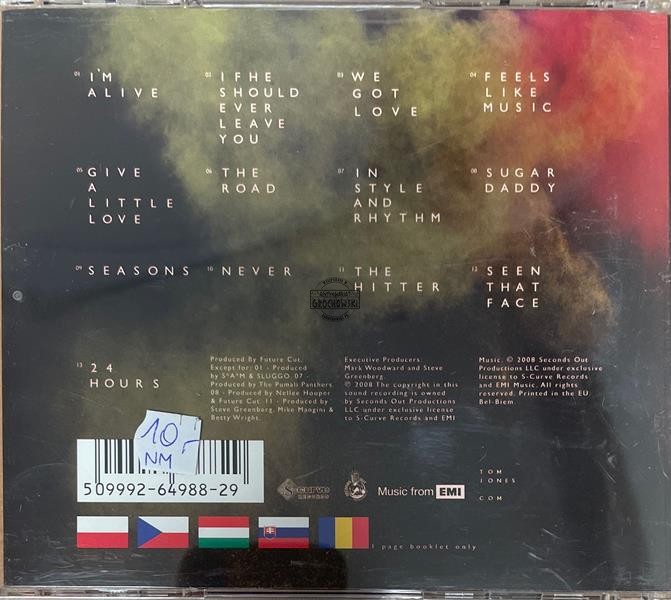 01 I'M
ALIVE
02 IF HE
SHOULD
EVER
LEAVE
YOU
03 WE
GOT
LOVE
04 FEELS
LIKE
MUSIC
05 GIVE
A
LITTLE
LOVE
06 THE
ROAD
07 IN
STYLE
AND
RHYTHM
08 SUGAR
DADDY
09 SEASONS
10 NEVER
11 THE
HITTER
12 SEEN
THAT
FACE
GROCHOWSKI
13 24
HOURS
Produced By Future Cut.
Except for: 01 - Produced
by S*A*M & SLUGGO. 07 -
Produced by The Pumali Panthers.
08 - Produced by Nellee Hooper
& Future Cut. 11 - Produced by
Steve Greenberg, Mike Mangini &
Betty Wright.
Executive Producers:
Mark Woodward and Steve
Greenberg
℗ 2008 The copyright in this
sound recording is owned
by Seconds Out Productions
LLC under exclusive license
to S-Curve Records and EMI
Music. © 2008 Seconds Out
Productions LLC under exclusive
license to S-Curve Records
and EMI Music. All rights
reserved. Printed in the EU.
Bel-Biem.
10,-
NM
509992-64988-29
S-curve
RECORDS
Music from EMI
TOM
JONES
.COM
1 page booklet only